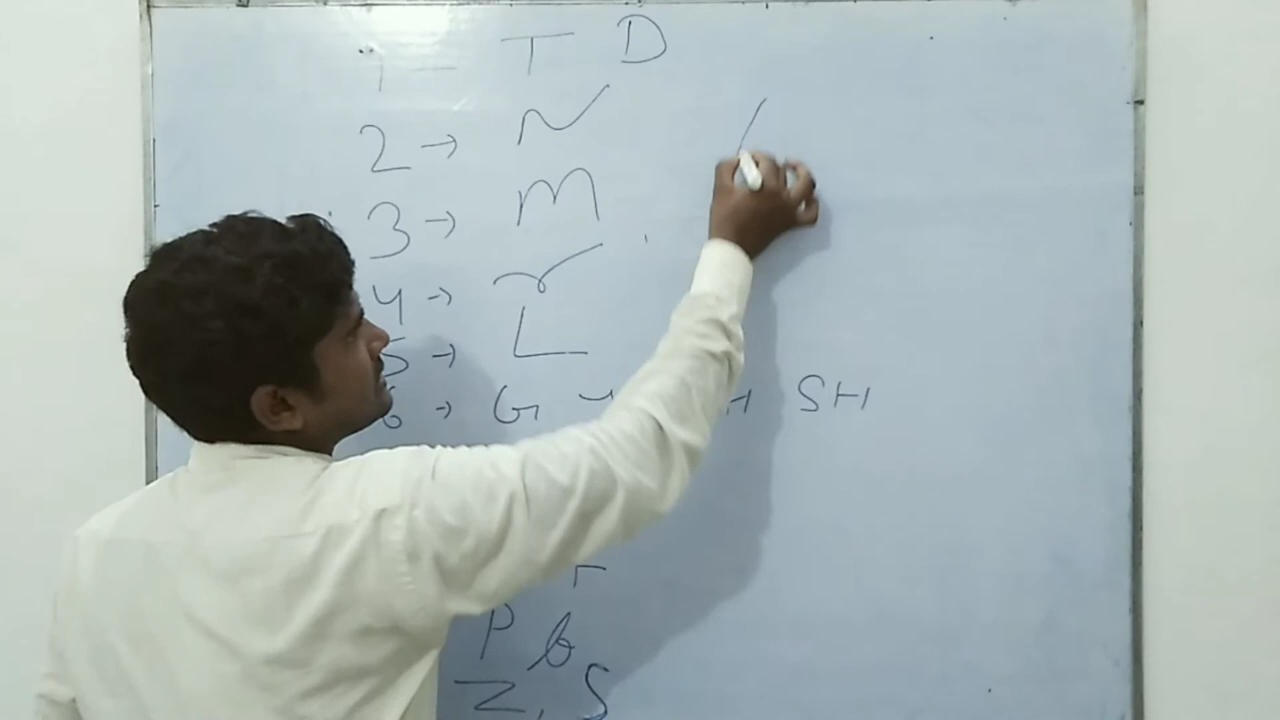 1 - T D
2 → N
3 → M
4 → r
5 → L
6 → G H SH
P b
Z, S